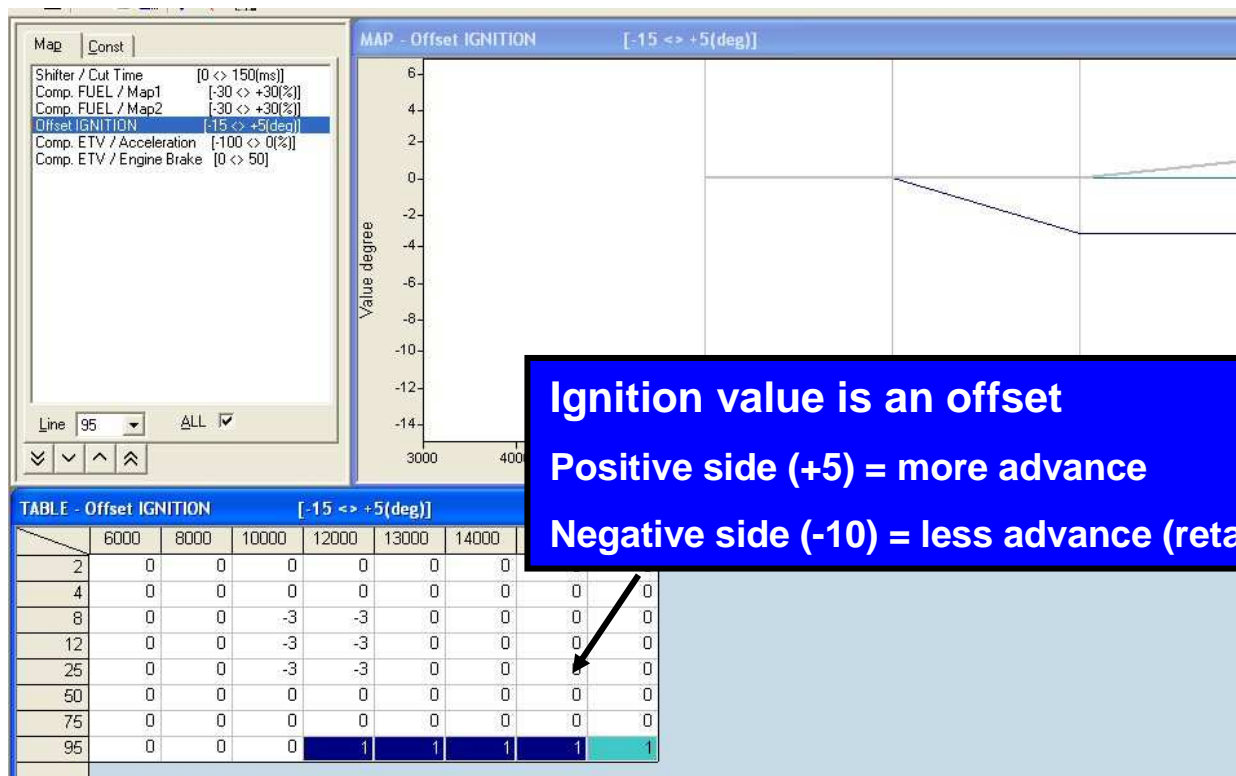 Map Const
Shifter / Cut Time [0 <> 150(ms)]
Comp. FUEL / Map1 [-30 <> +30(%)]
Comp. FUEL / Map2 [-30 <> +30(%)]
Offset IGNITION [-15 <> +5(deg)]
Comp. ETV / Acceleration [-100 <> 0(%)]
Comp. ETV / Engine Brake [0 <> 50]
Line 95 ALL
MAP - Offset IGNITION [-15 <> +5(deg)]
Value degree
6
4
2
0
-2
-4
-6
-8
-10
-12
-14
3000
Ignition value is an offset
Positive side (+5) = more advance
Negative side (-10) = less advance
TABLE - Offset IGNITION [-15 <> +5(deg)]
6000 8000 10000 12000 13000 14000
2 0 0 0 0 0 0
4 0 0 0 0 0 0 0 0
8 0 0 -3 -3 0 0 0 0
12 0 0 -3 -3 0 0 0 0
25 0 0 -3 -3 0 0 0
50 0 0 0 0 0 0 0 0
75 0 0 0 0 0 0 0 0
95 0 0 0 1 1 1 1 1